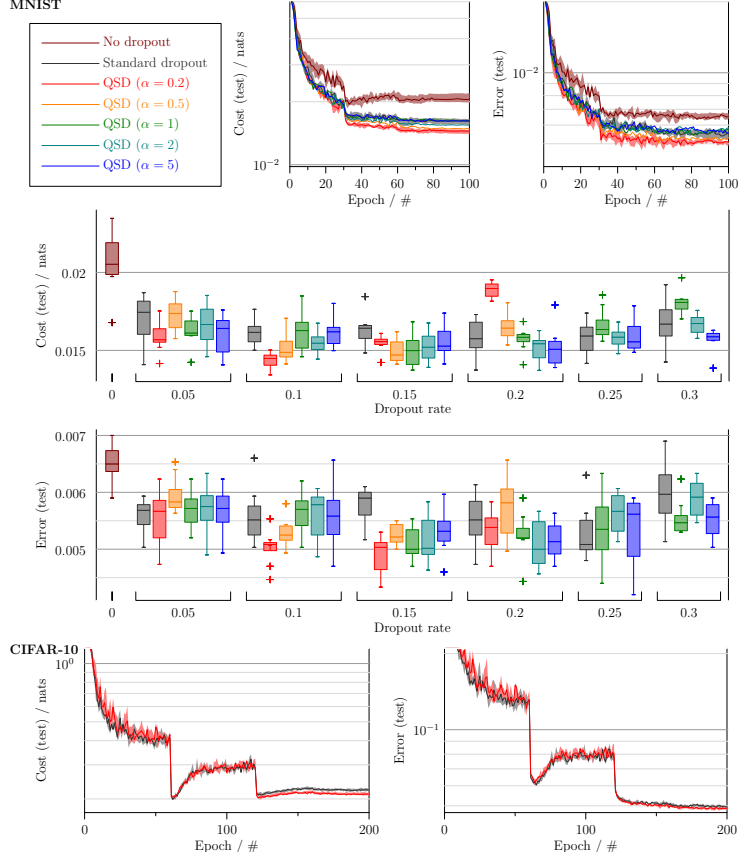 MNIST
No dropout
Standard dropout
QSD (α = 0.2)
QSD (α = 0.5)
QSD (α = 1)
QSD (α = 2)
QSD (α = 5)
Cost (test) / nats
10⁻²
0 20 40 60 80 100
Epoch / #
Error (test)
10⁻²
0 20 40 60 80 100
Epoch / #
Cost (test) / nats
0.02
0.015
0 0.05 0.1 0.15 0.2 0.25 0.3
Dropout rate
Error (test)
0.007
0.006
0.005
0 0.05 0.1 0.15 0.2 0.25 0.3
Dropout rate
CIFAR-10
Cost (test) / nats
10⁰
0 100 200
Epoch / #
Error (test)
10⁻¹
0 100 200
Epoch / #